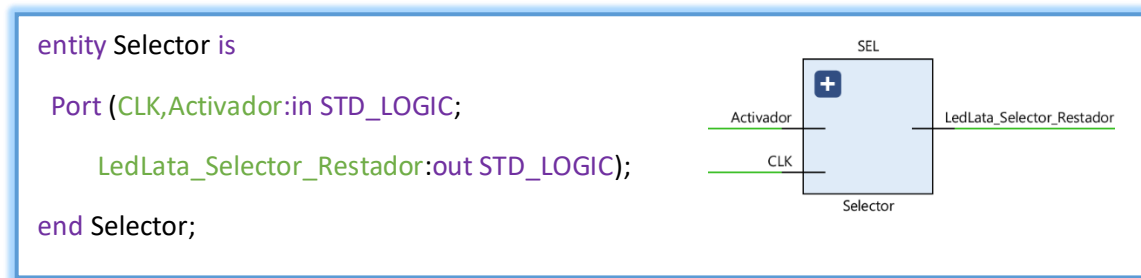 entity Selector is
Port (CLK,Activador:in STD_LOGIC;
LedLata_Selector_Restador:out STD_LOGIC);
end Selector;
SEL
+
Activador
LedLata_Selector_Restador
CLK
Selector